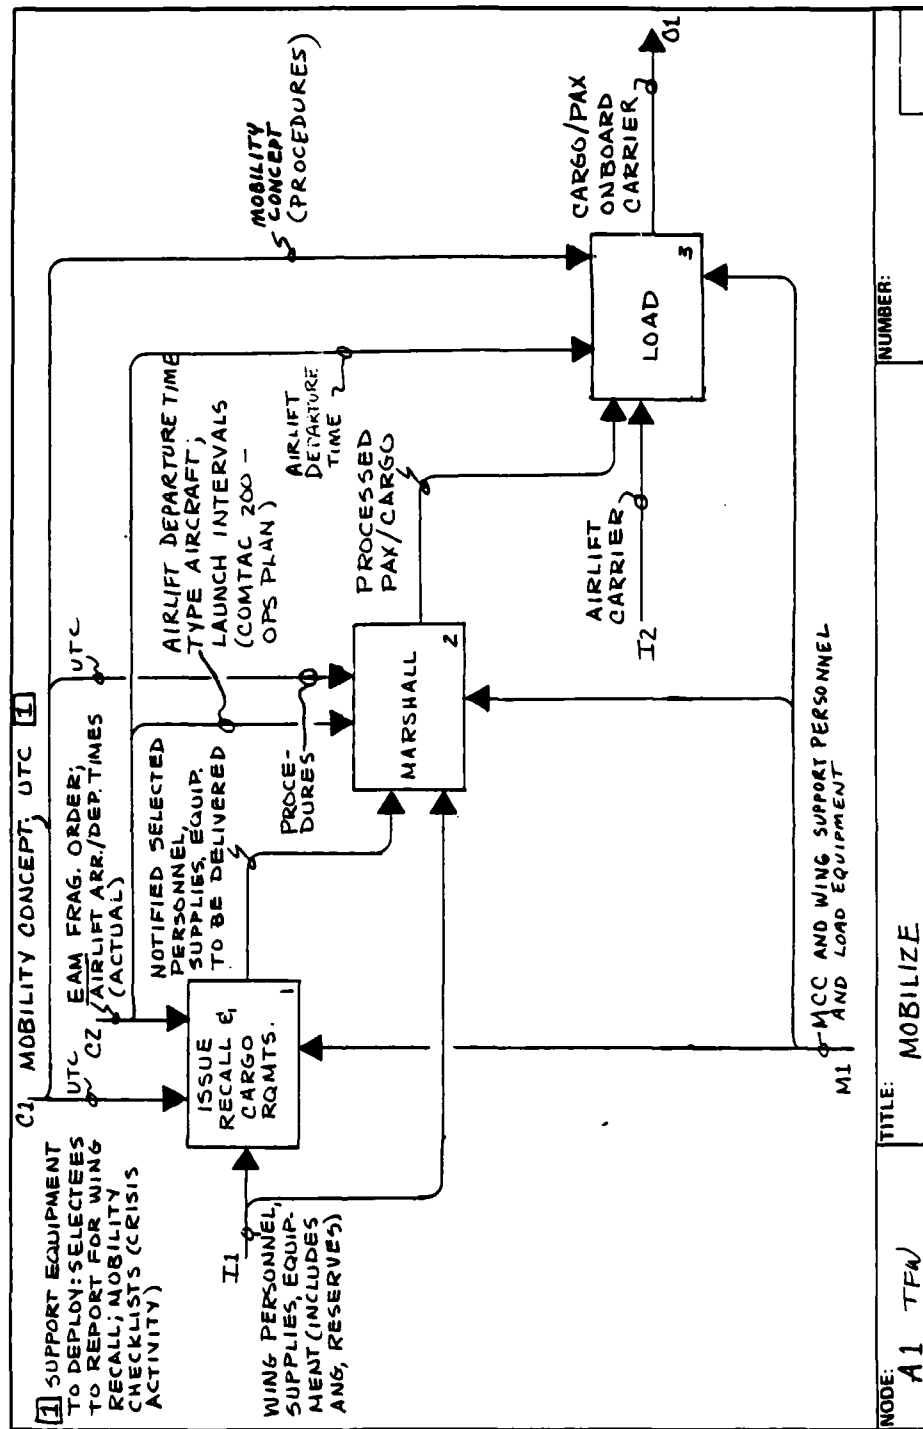 C1 MOBILITY CONCEPT, UTC 1
1 SUPPORT EQUIPMENT
TO DEPLOY: SELECTEES
TO REPORT FOR WING
RECALL; MOBILITY
CHECKLISTS (CRISIS
ACTIVITY)
UTC
C2 EAM FRAG. ORDER;
AIRLIFT ARR./DEP. TIMES
(ACTUAL)
UTC
MOBILITY
CONCEPT
(PROCEDURES)
I1
WING PERSONNEL,
SUPPLIES, EQUIP-
MENT (INCLUDES
ANG, RESERVES)
ISSUE
RECALL &
CARGO
RQMTS.
1
NOTIFIED SELECTED
PERSONNEL,
SUPPLIES, EQUIP.
TO BE DELIVERED
PROCE-
DURES
AIRLIFT DEPARTURE TIME
TYPE AIRCRAFT;
LAUNCH INTERVALS
(COMTAC 200-
OPS PLAN)
MARSHALL
2
AIRLIFT
DEPARTURE
TIME
PROCESSED
PAX/CARGO
AIRLIFT
CARRIER
I2
LOAD
3
CARGO/PAX
ONBOARD
CARRIER
O1
MCC AND WING SUPPORT PERSONNEL
AND LOAD EQUIPMENT
M1
NODE: A1 TFW
TITLE: MOBILIZE
NUMBER: